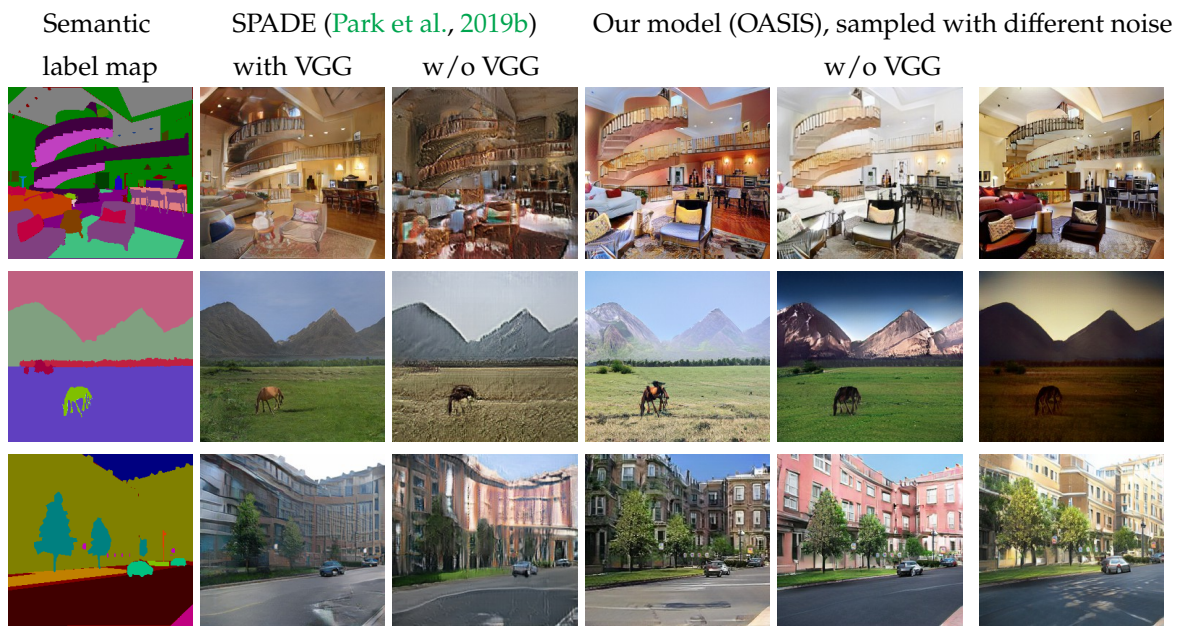 Semantic SPADE (Park et al., 2019b) Our model (OASIS), sampled with different noise
label map with VGG w/o VGG w/o VGG